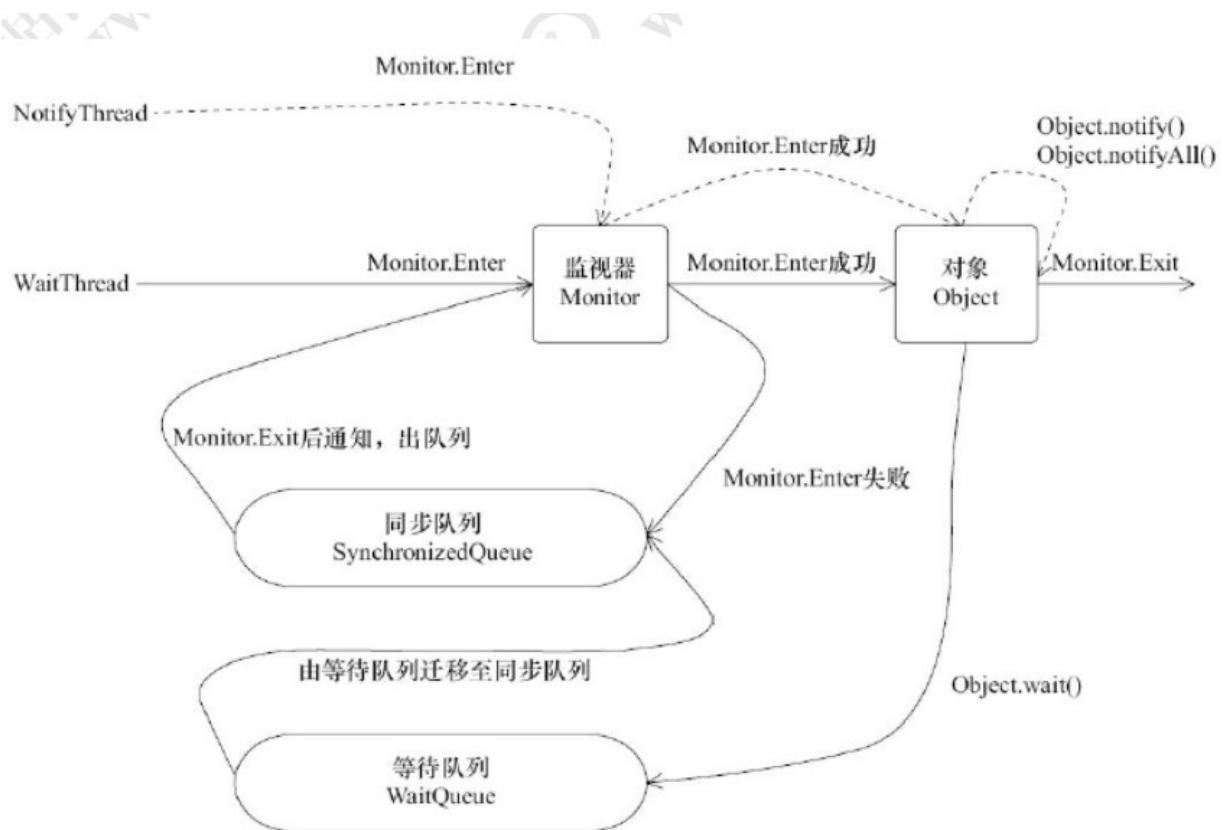 Monitor.Enter
NotifyThread
Object.notify()
Monitor.Enter成功
Object.notifyAll()
Monitor.Enter
监视器
Monitor.Enter成功
对象
Monitor.Exit
WaitThread
Monitor
Object
Monitor.Exit后通知，出队列
Monitor.Enter失败
同步队列
SynchronizedQueue
由等待队列迁移至同步队列
Object.wait()
等待队列
WaitQueue